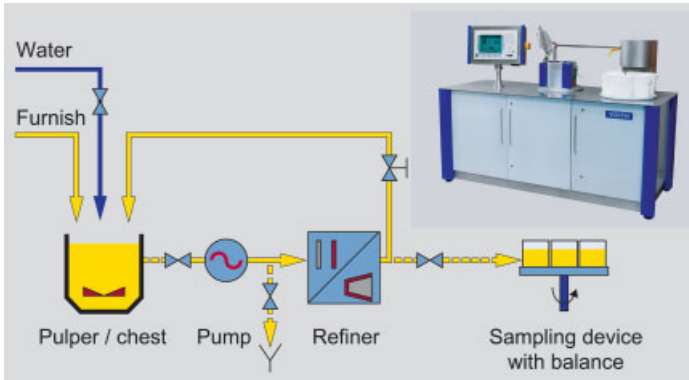 Water
Furnish
Pulper / chest
Pump
Refiner
Sampling device
with balance